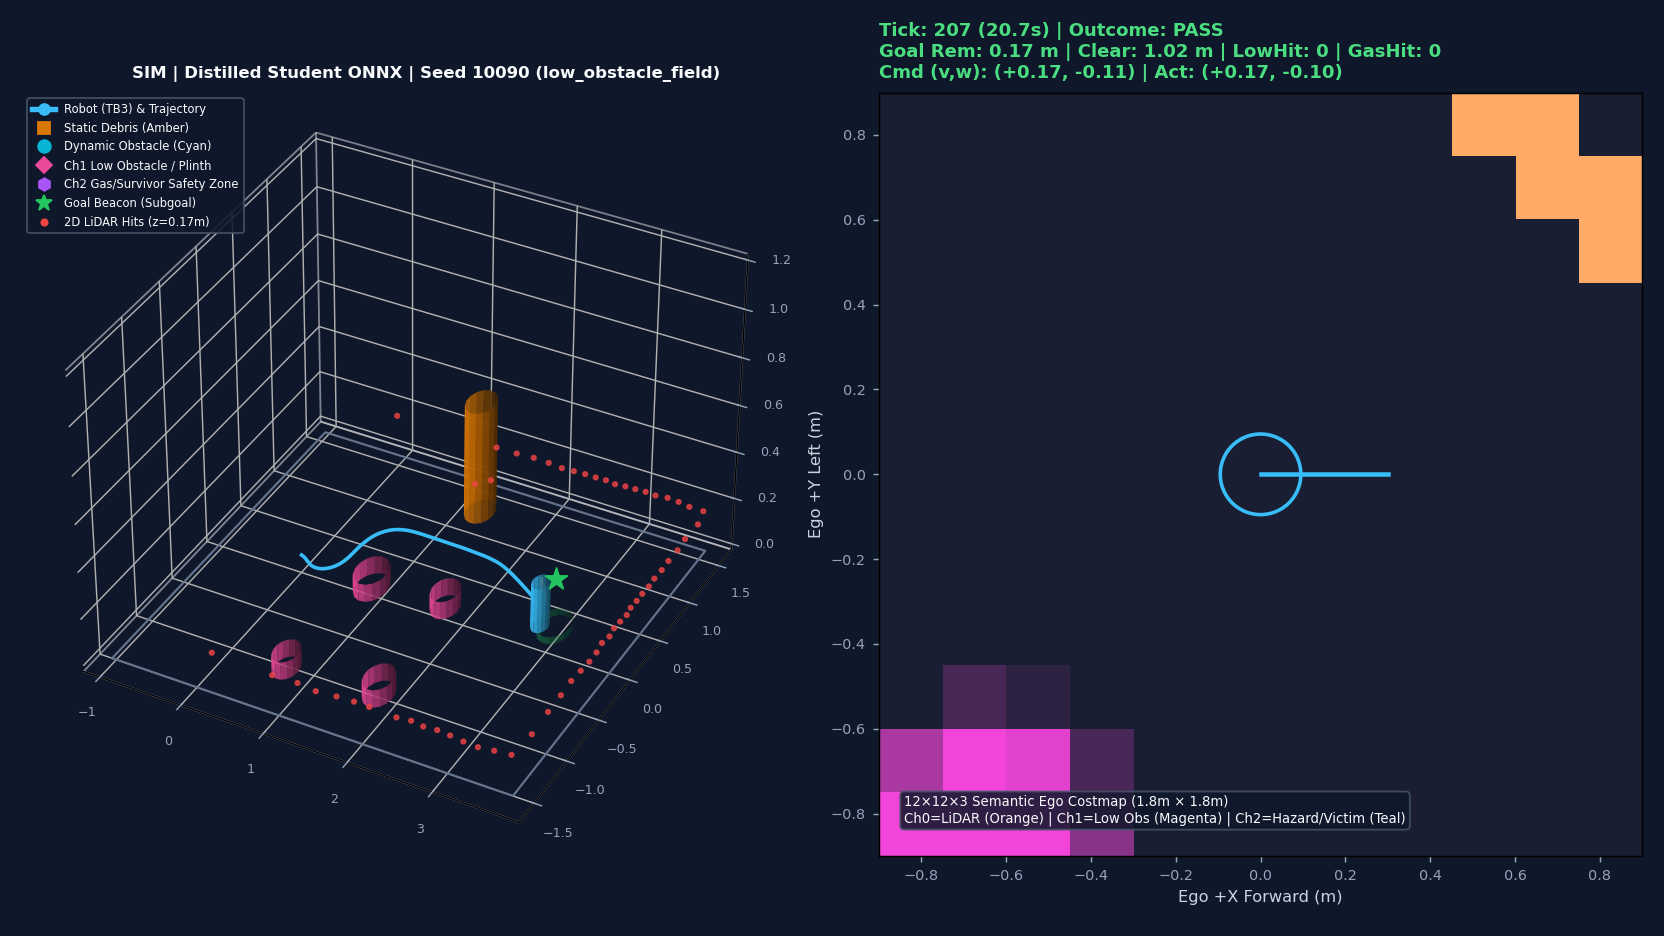 SIM | Distilled Student ONNX | Seed 10090 (low_obstacle_field)
Robot (TB3) & Trajectory
Static Debris (Amber)
Dynamic Obstacle (Cyan)
Ch1 Low Obstacle / Plinth
Ch2 Gas/Survivor Safety Zone
Goal Beacon (Subgoal)
2D LiDAR Hits (z=0.17m)
1.2
1.0
0.8
0.6
0.4
0.2
0.0
1.5
1.0
0.5
0.0
−0.5
−1.0
−1.5
−1
0
1
2
3
Tick: 207 (20.7s) | Outcome: PASS
Goal Rem: 0.17 m | Clear: 1.02 m | LowHit: 0 | GasHit: 0
Cmd (v,w): (+0.17, -0.11) | Act: (+0.17, -0.10)
Ego +Y Left (m)
0.8
0.6
0.4
0.2
0.0
−0.2
−0.4
−0.6
−0.8
12×12×3 Semantic Ego Costmap (1.8m × 1.8m)
Ch0=LiDAR (Orange) | Ch1=Low Obs (Magenta) | Ch2=Hazard/Victim (Teal)
−0.8 −0.6 −0.4 −0.2 0.0 0.2 0.4 0.6 0.8
Ego +X Forward (m)